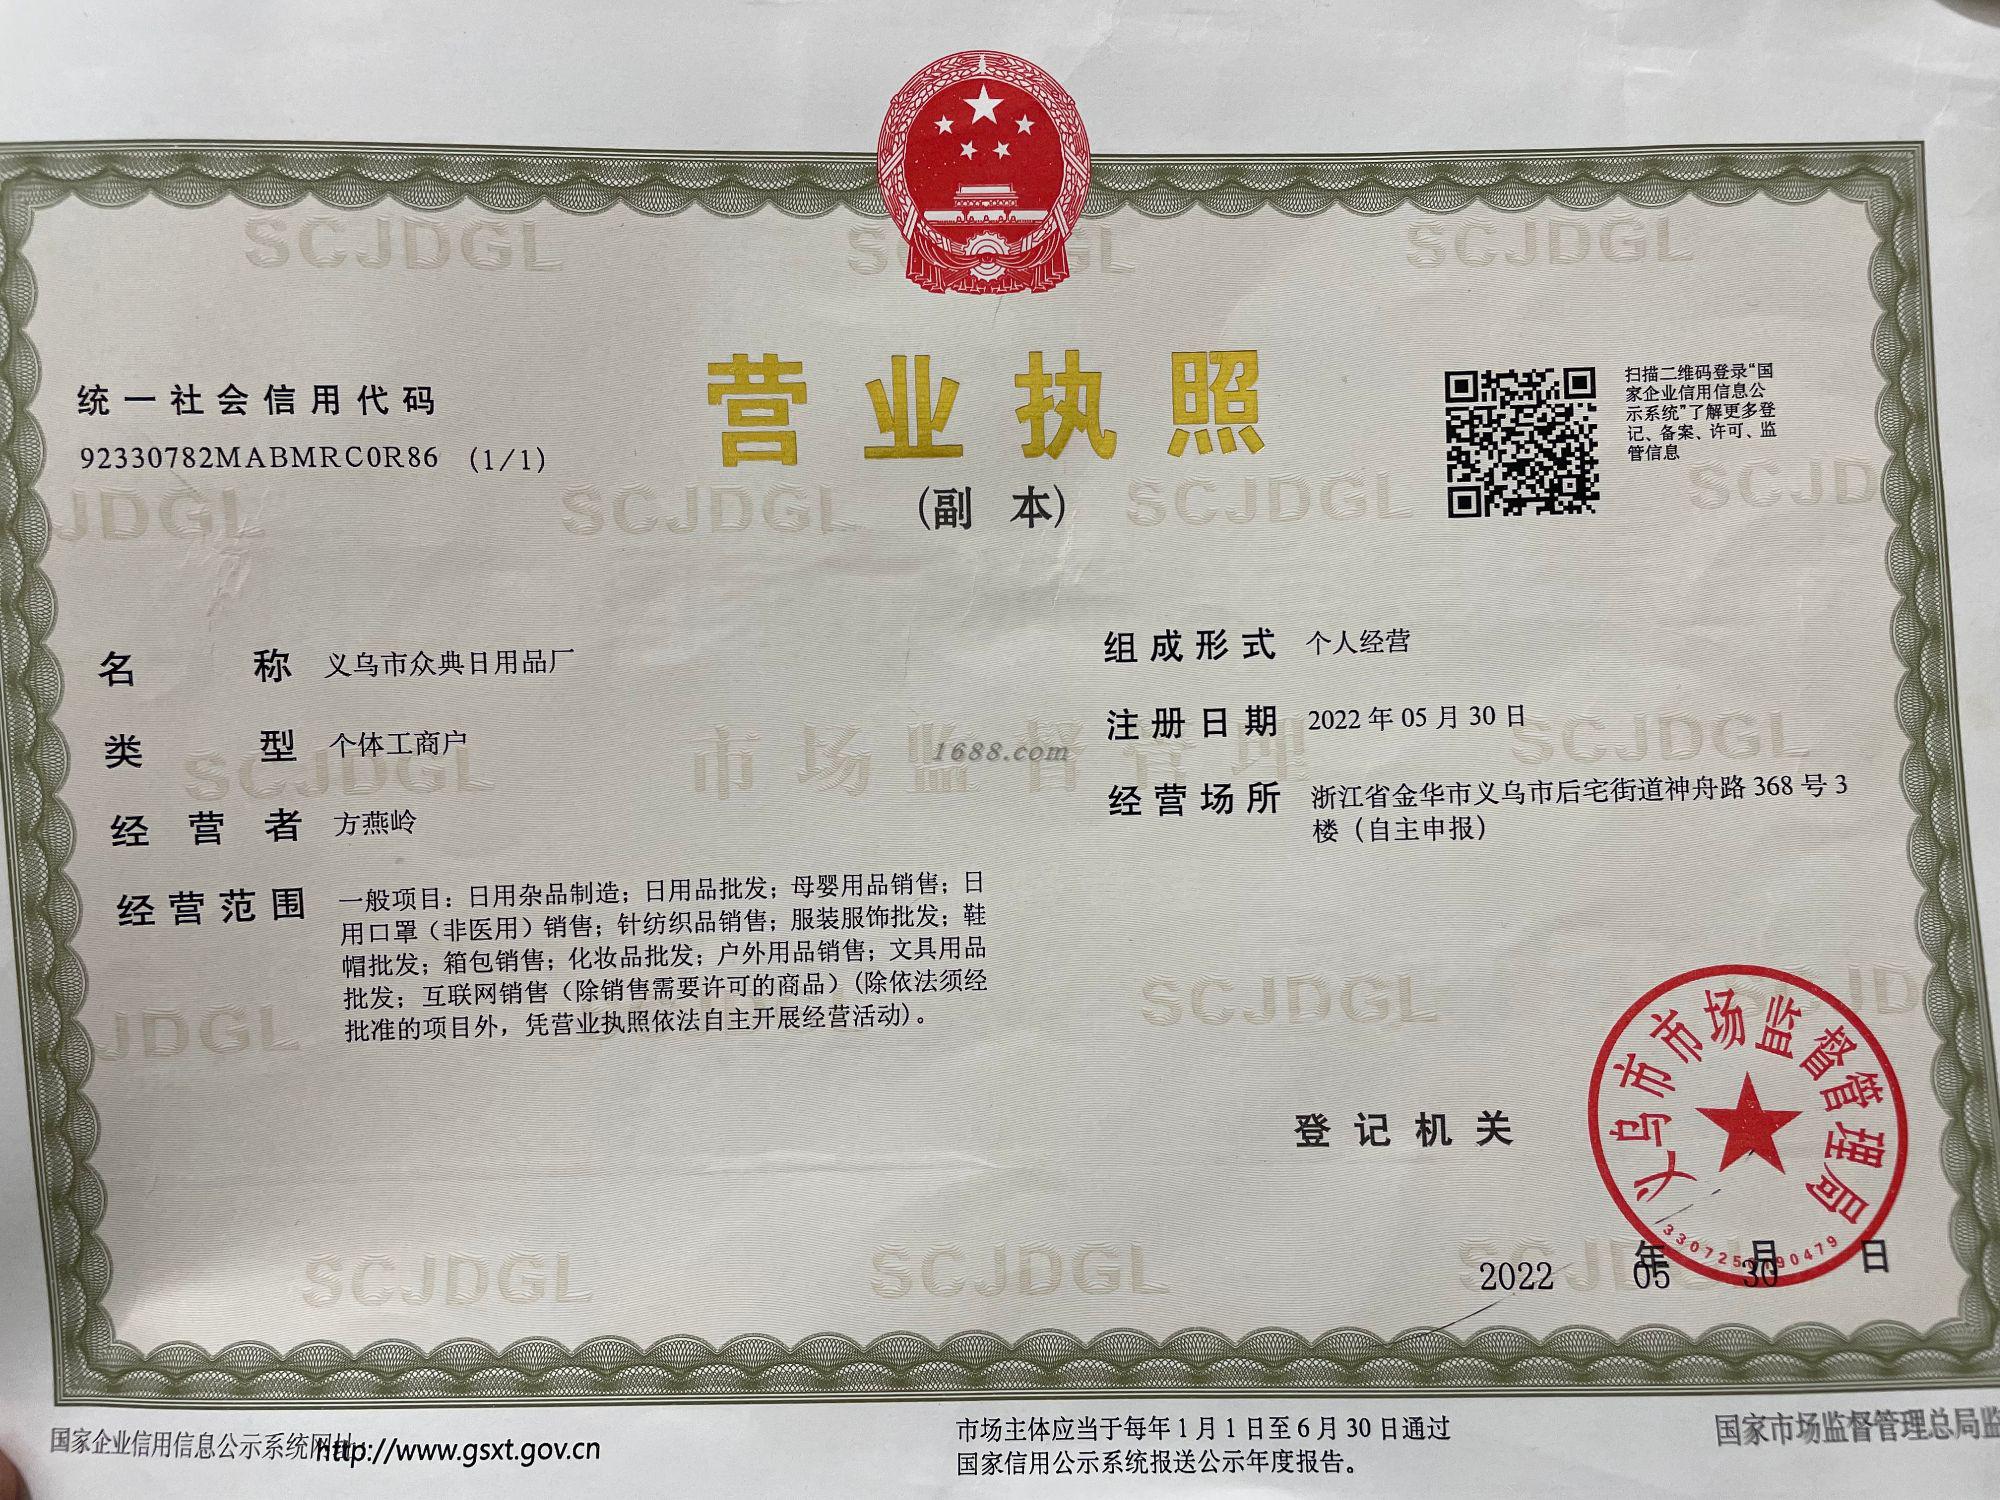 统一社会信用代码
92330782MABMRC0R86 (1/1)
营业执照
(副 本)
扫描二维码登录“国
家企业信用信息公
示系统”了解更多登
记、备案、许可、监
管信息
名 称 义乌市众典日用品厂
类 型 个体工商户
经 营 者 方燕岭
经营范围 一般项目：日用杂品制造；日用品批发；母婴用品销售；日
用口罩（非医用）销售；针纺织品销售；服装服饰批发；鞋
帽批发；箱包销售；化妆品批发；户外用品销售；文具用品
批发；互联网销售（除销售需要许可的商品）(除依法须经
批准的项目外，凭营业执照依法自主开展经营活动)。
组成形式 个人经营
注册日期 2022 年 05 月 30 日
经营场所 浙江省金华市义乌市后宅街道神舟路 368 号 3
楼（自主申报）
SCJDGL
市场监督管理
1688.com
登记机关
义乌市市场监督管理局
2022 年 05 月 30 日
国家企业信用信息公示系统网址:http://www.gsxt.gov.cn
市场主体应当于每年 1 月 1 日至 6 月 30 日通过
国家信用公示系统报送公示年度报告。
国家市场监督管理总局监